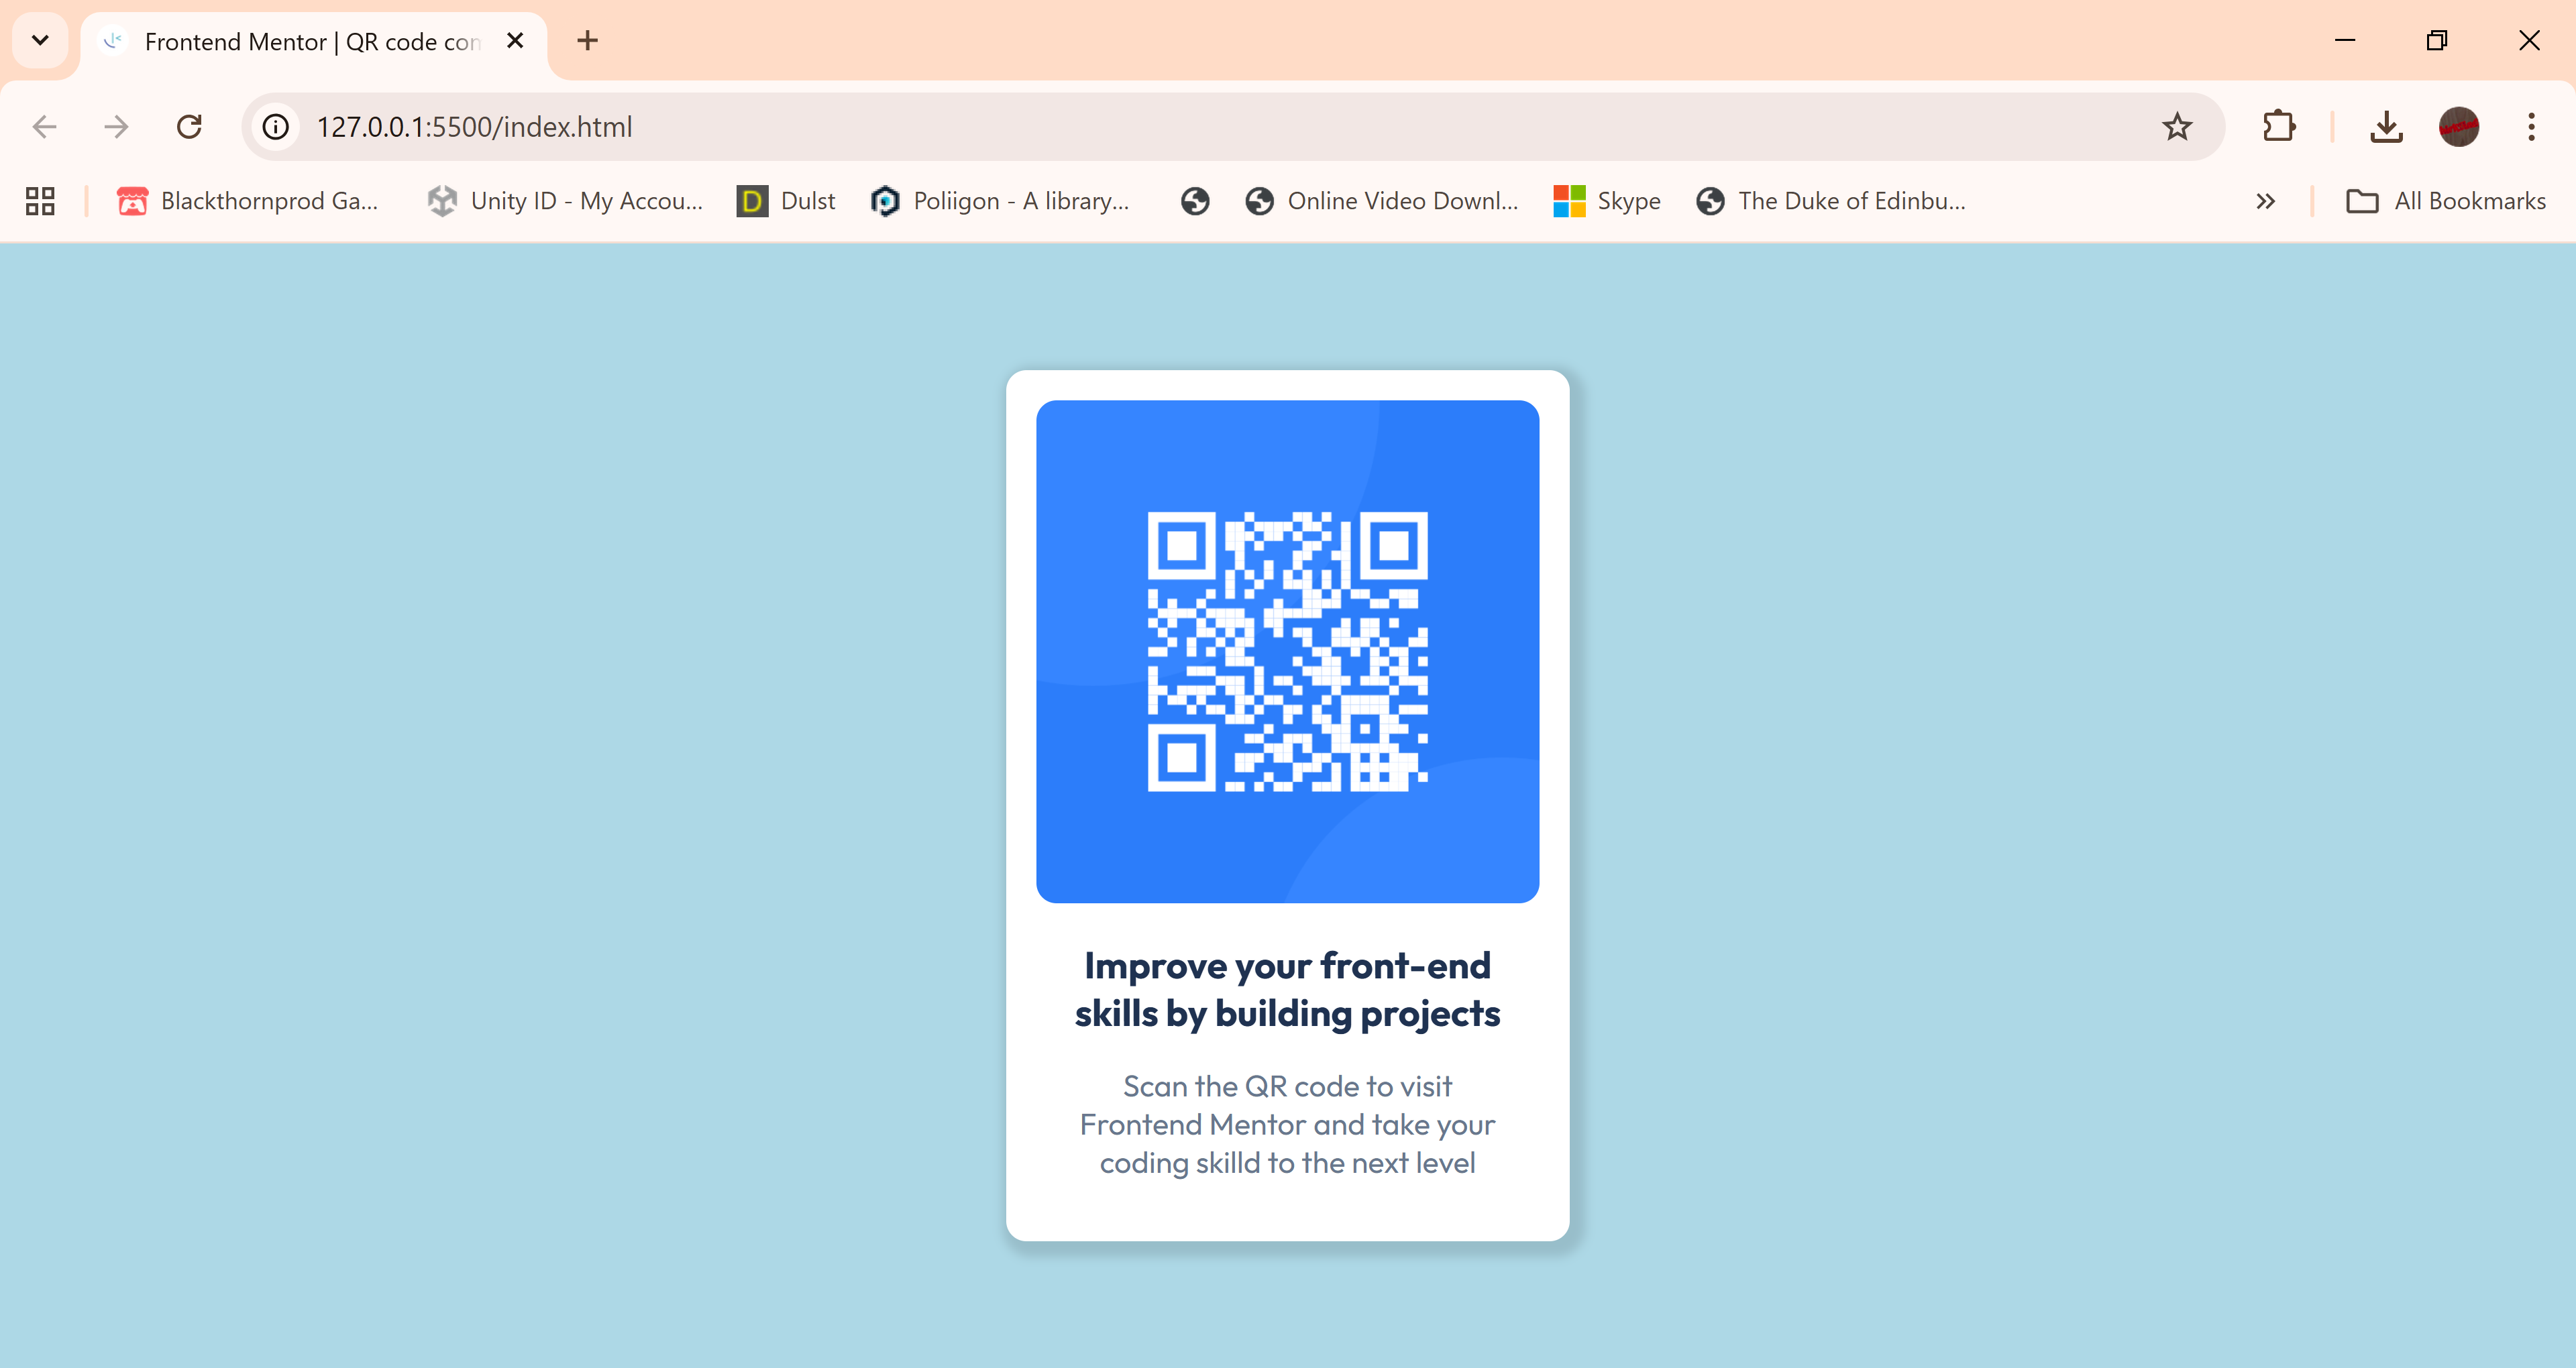 Frontend Mentor | QR code con
127.0.0.1:5500/index.html
Blackthornprod Ga... Unity ID - My Accou... D Dulst Poliigon - A library... Online Video Downl... Skype The Duke of Edinbu... All Bookmarks
Improve your front-end
skills by building projects
Scan the QR code to visit
Frontend Mentor and take your
coding skilld to the next level